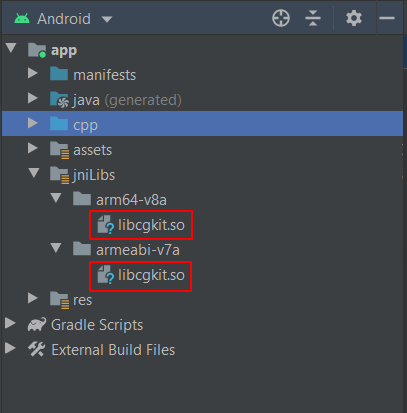 Android
app
manifests
java (generated)
cpp
assets
jniLibs
arm64-v8a
libcgkit.so
armeabi-v7a
libcgkit.so
res
Gradle Scripts
External Build Files